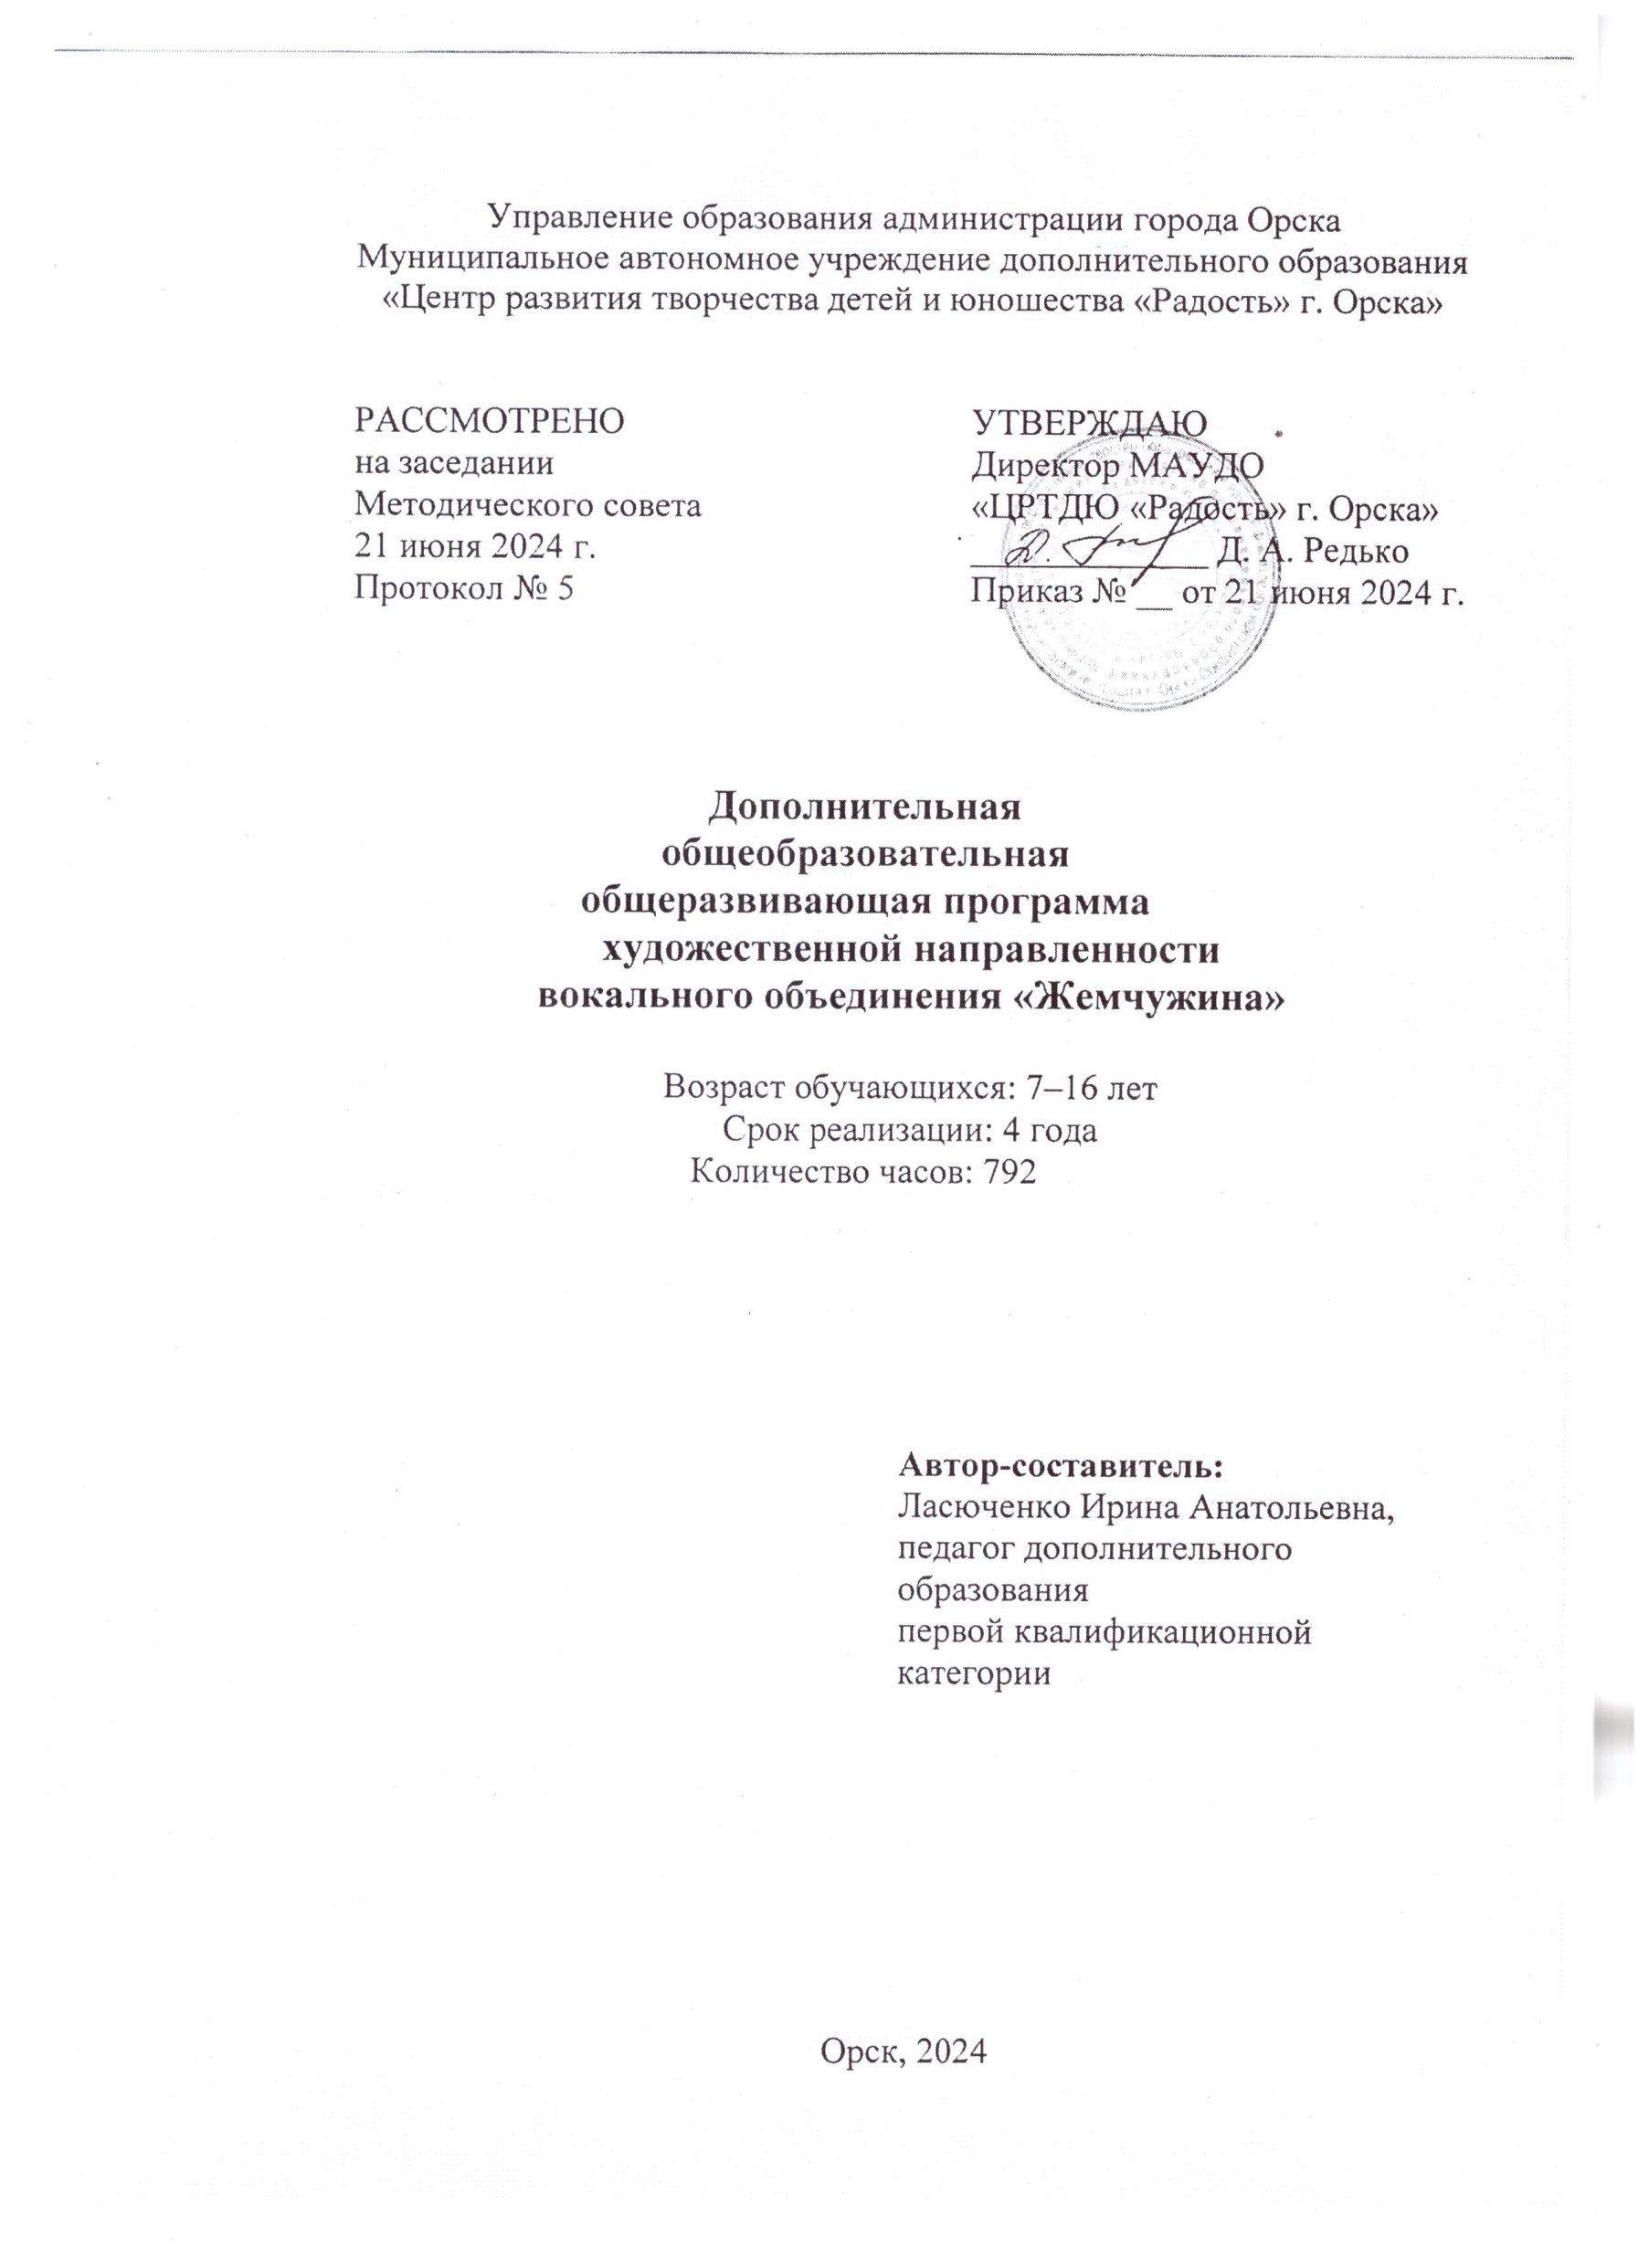 Управление образования администрации города Орска
Муниципальное автономное учреждение дополнительного образования
«Центр развития творчества детей и юношества «Радость» г. Орска»
РАССМОТРЕНО
на заседании
Методического совета
21 июня 2024 г.
Протокол № 5
УТВЕРЖДАЮ
Директор МАУДО
«ЦРТДЮ «Радость» г. Орска»
_____________ Д. А. Редько
Приказ № __ от 21 июня 2024 г.
Дополнительная
общеобразовательная
общеразвивающая программа
художественной направленности
вокального объединения «Жемчужина»
Возраст обучающихся: 7–16 лет
Срок реализации: 4 года
Количество часов: 792
Автор-составитель:
Ласюченко Ирина Анатольевна,
педагог дополнительного
образования
первой квалификационной
категории
Орск, 2024